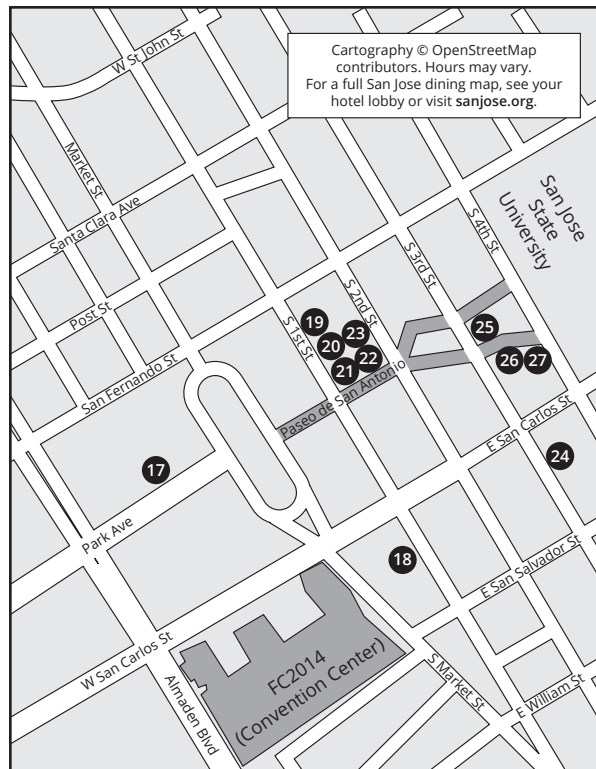 Cartography © OpenStreetMap
contributors. Hours may vary.
For a full San Jose dining map, see your
hotel lobby or visit sanjose.org.
W St John St
Market St
Santa Clara Ave
San Jose
State
University
S 4th St
S 3rd St
S 2nd St
Post St
S 1st St
19
23
20
25
22
21
26
27
San Fernando St
Paseo de San Antonio
E San Carlos St
17
24
Park Ave
18
E San Salvador St
W San Carlos St
FC2014
(Convention Center)
S Market St
Almaden Blvd
E William St